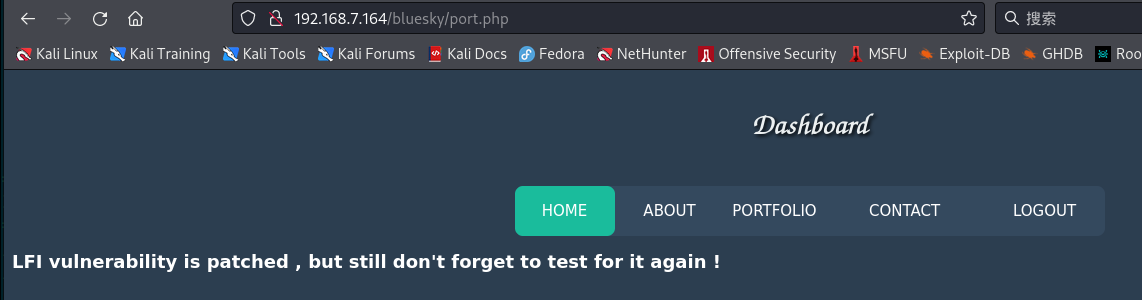 192.168.7.164/bluesky/port.php
搜索
Kali Linux Kali Training Kali Tools Kali Forums Kali Docs Fedora NetHunter Offensive Security MSFU Exploit-DB GHDB Roo
Dashboard
HOME ABOUT PORTFOLIO CONTACT LOGOUT
LFI vulnerability is patched , but still don't forget to test for it again !